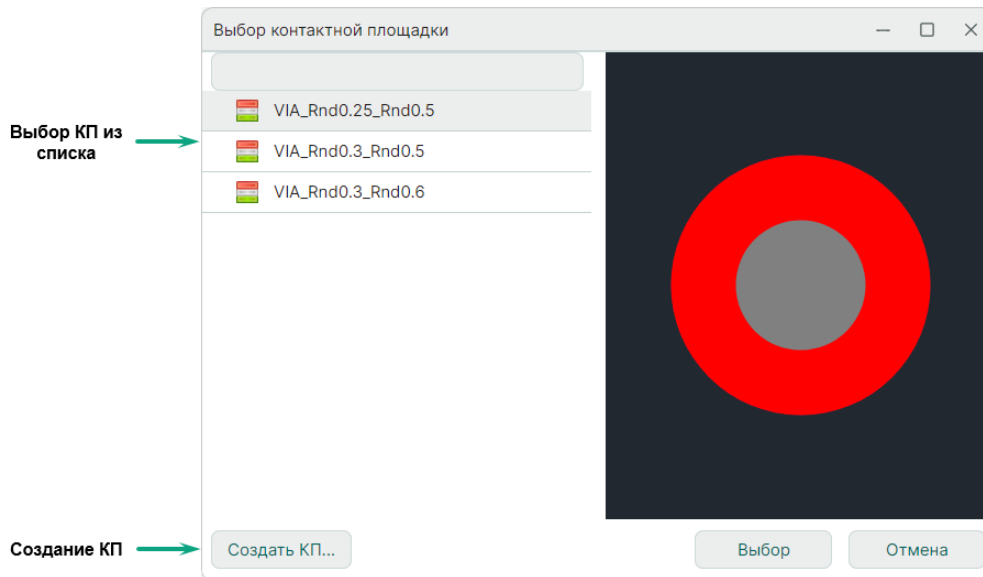 Выбор контактной площадки
VIA_Rnd0.25_Rnd0.5
Выбор КП из
списка
VIA_Rnd0.3_Rnd0.5
VIA_Rnd0.3_Rnd0.6
Создание КП
Создать КП...
Выбор
Отмена